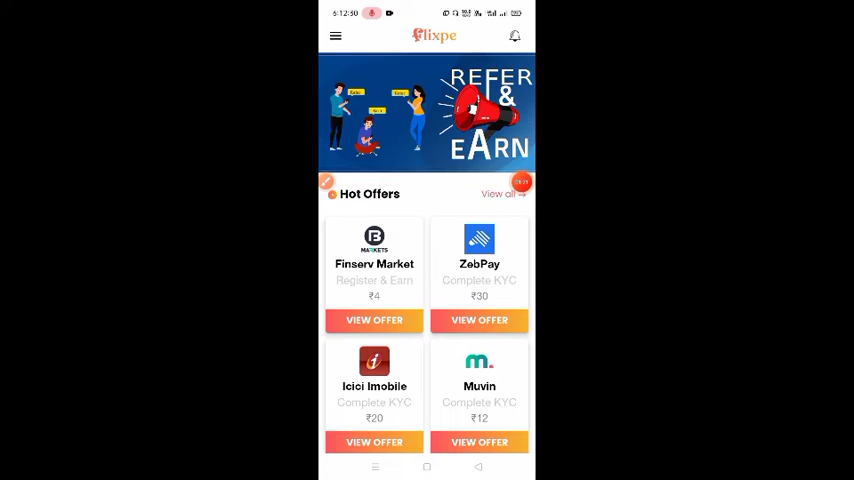 6:12:30
flixpe
REFER
&
EARN
Hot Offers
View all →
MARKETS
Finserv Market
Register & Earn
₹4
VIEW OFFER
ZebPay
Complete KYC
₹30
VIEW OFFER
Icici Imobile
Complete KYC
₹20
VIEW OFFER
m.
Muvin
Complete KYC
₹12
VIEW OFFER